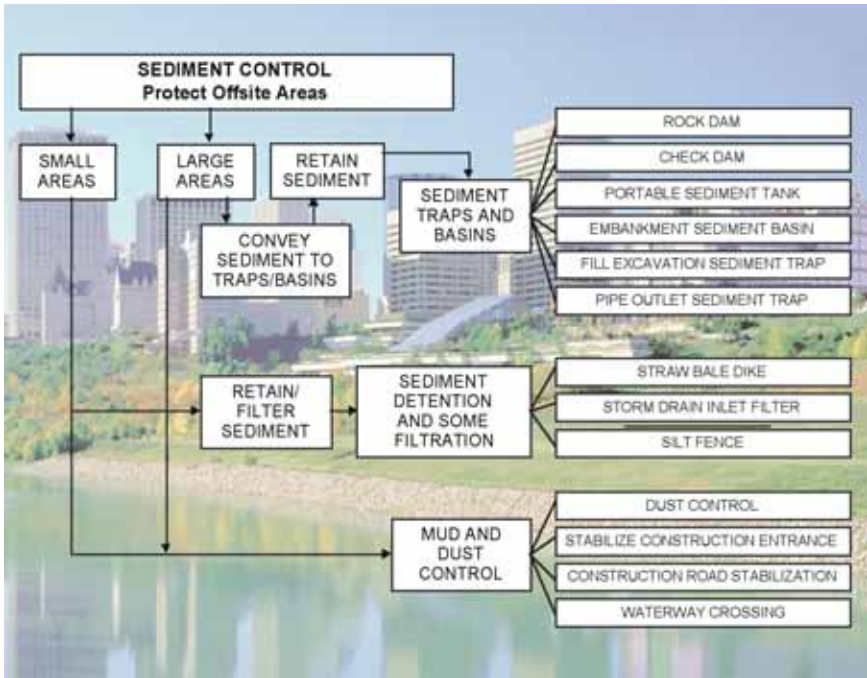 SEDIMENT CONTROL
Protect Offsite Areas
SMALL
AREAS
LARGE
AREAS
RETAIN
SEDIMENT
CONVEY
SEDIMENT TO
TRAPS/BASINS
SEDIMENT
TRAPS AND
BASINS
ROCK DAM
CHECK DAM
PORTABLE SEDIMENT TANK
EMBANKMENT SEDIMENT BASIN
FILL EXCAVATION SEDIMENT TRAP
PIPE OUTLET SEDIMENT TRAP
RETAIN/
FILTER
SEDIMENT
SEDIMENT
DETENTION
AND SOME
FILTRATION
STRAW BALE DIKE
STORM DRAIN INLET FILTER
SILT FENCE
MUD AND
DUST
CONTROL
DUST CONTROL
STABILIZE CONSTRUCTION ENTRANCE
CONSTRUCTION ROAD STABILIZATION
WATERWAY CROSSING